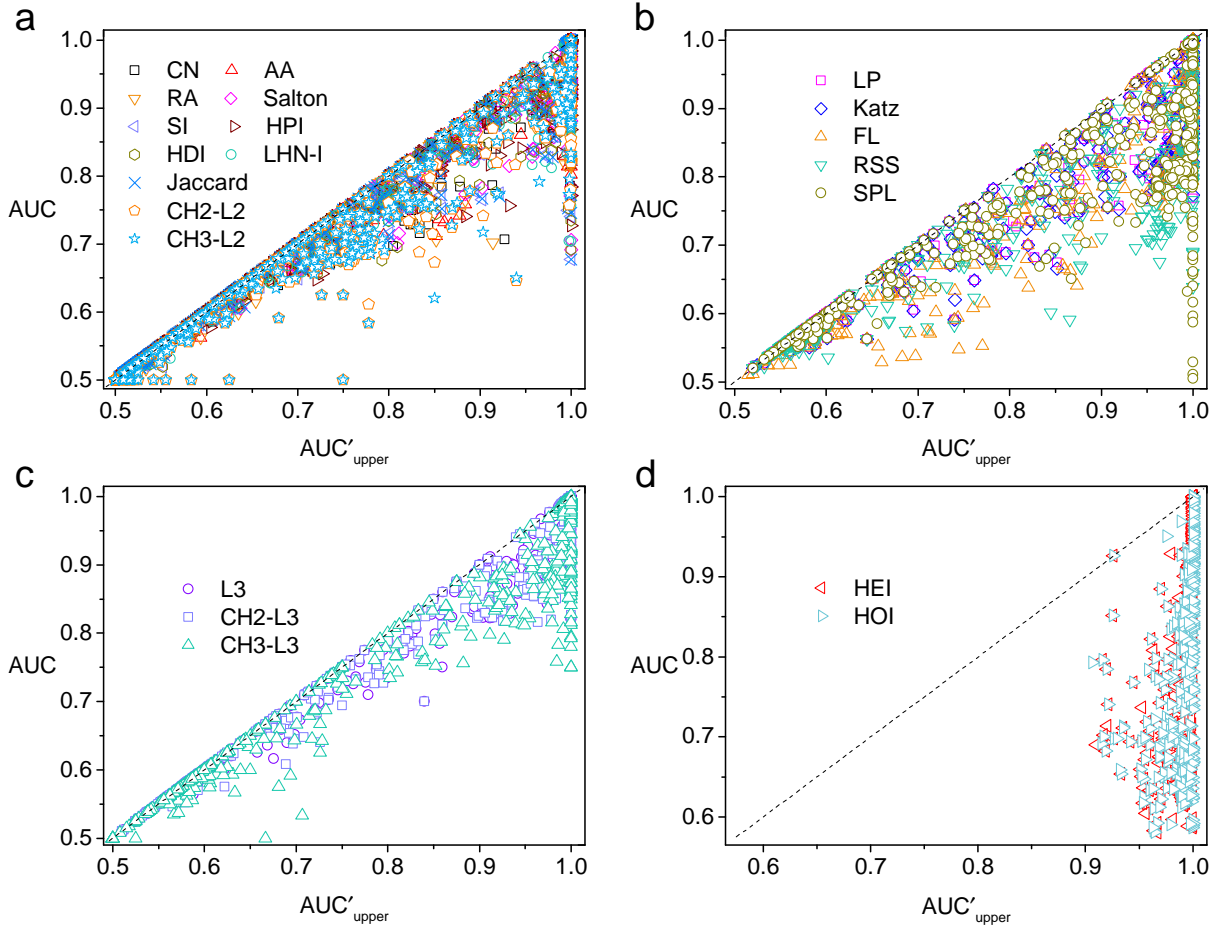 a
1.0
0.9
0.8
0.7
0.6
0.5
AUC
CN
AA
RA
Salton
SI
HPI
HDI
LHN-I
Jaccard
CH2-L2
CH3-L2
0.5 0.6 0.7 0.8 0.9 1.0
AUC′upper
b
1.0
0.9
0.8
0.7
0.6
0.5
AUC
LP
Katz
FL
RSS
SPL
0.5 0.6 0.7 0.8 0.9 1.0
AUC′upper
c
1.0
0.9
0.8
0.7
0.6
0.5
AUC
L3
CH2-L3
CH3-L3
0.5 0.6 0.7 0.8 0.9 1.0
AUC′upper
d
1.0
0.9
0.8
0.7
0.6
AUC
HEI
HOI
0.6 0.7 0.8 0.9 1.0
AUC′upper